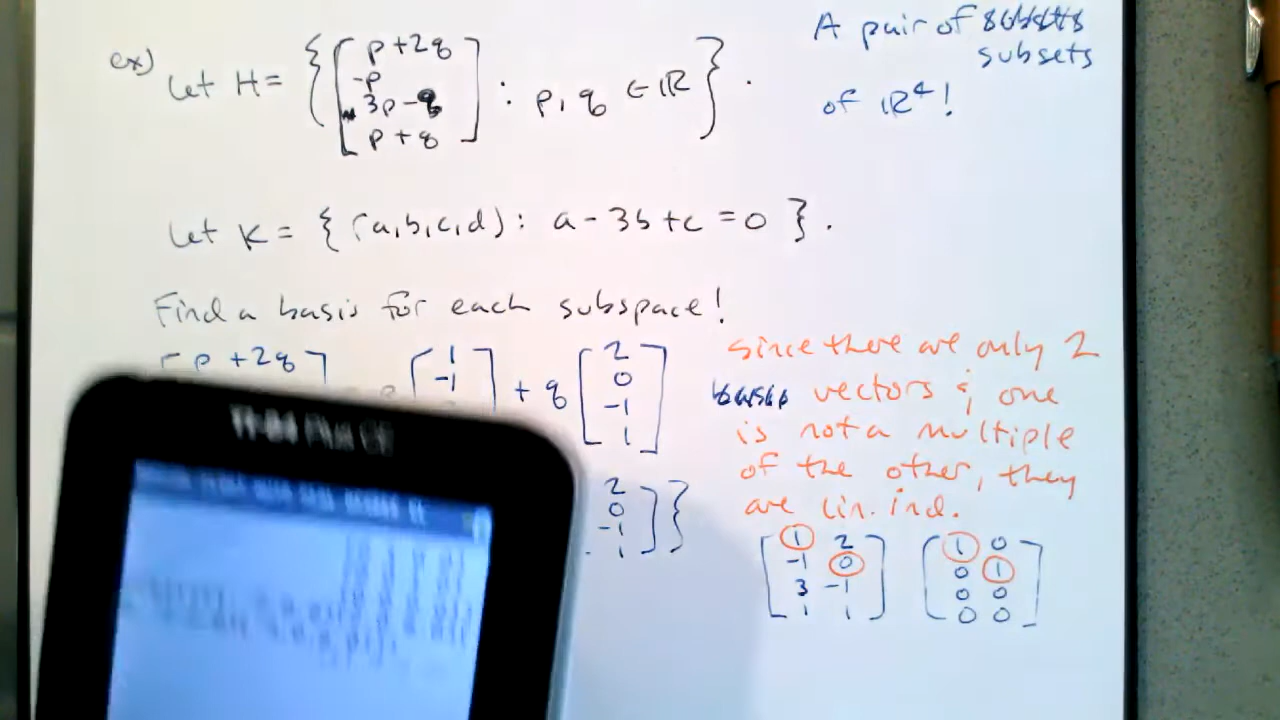 ex) Let H = { [ p + 2q
-p
3p - q
p + q ] : p, q ∈ ℝ } .
A pair of
subsets
of ℝ⁴!
Let K = { (a,b,c,d): a - 3b + c = 0 } .
Find a basis for each subspace!
p + 2q [ 1
-1 ] + q [ 2
0
-1
1 ]
2
0
-1
1 ] }
since there are only 2
basis vectors & one
is not a multiple
of the other, they
are lin. ind.
[ 1 2
-1 0
3 -1
1 1 ]
[ 1 0
0 1
0 0
0 0 ]
TI-84 Plus CE